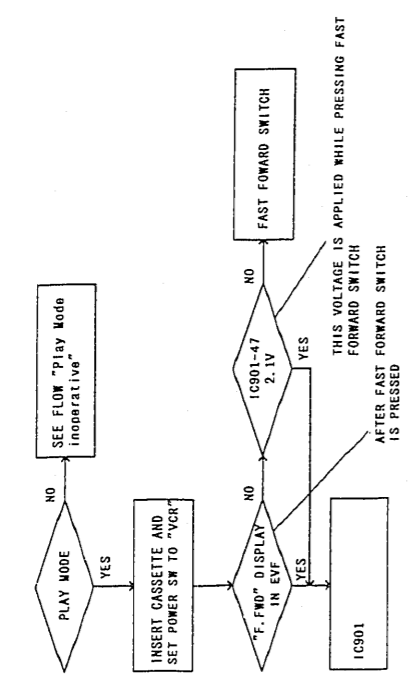 PLAY MODE
NO
SEE FLOW "Play Mode
inoperative"
YES
INSERT CASSETTE AND
SET POWER SW TO "VCR"
"F.FWD" DISPLAY
IN EVF
NO
IC901-47
2.1V
NO
FAST FOWARD SWITCH
YES
YES
IC901
AFTER FAST FORWARD SWITCH
IS PRESSED
THIS VOLTAGE IS APPLIED WHILE PRESSING FAST
FORWARD SWITCH